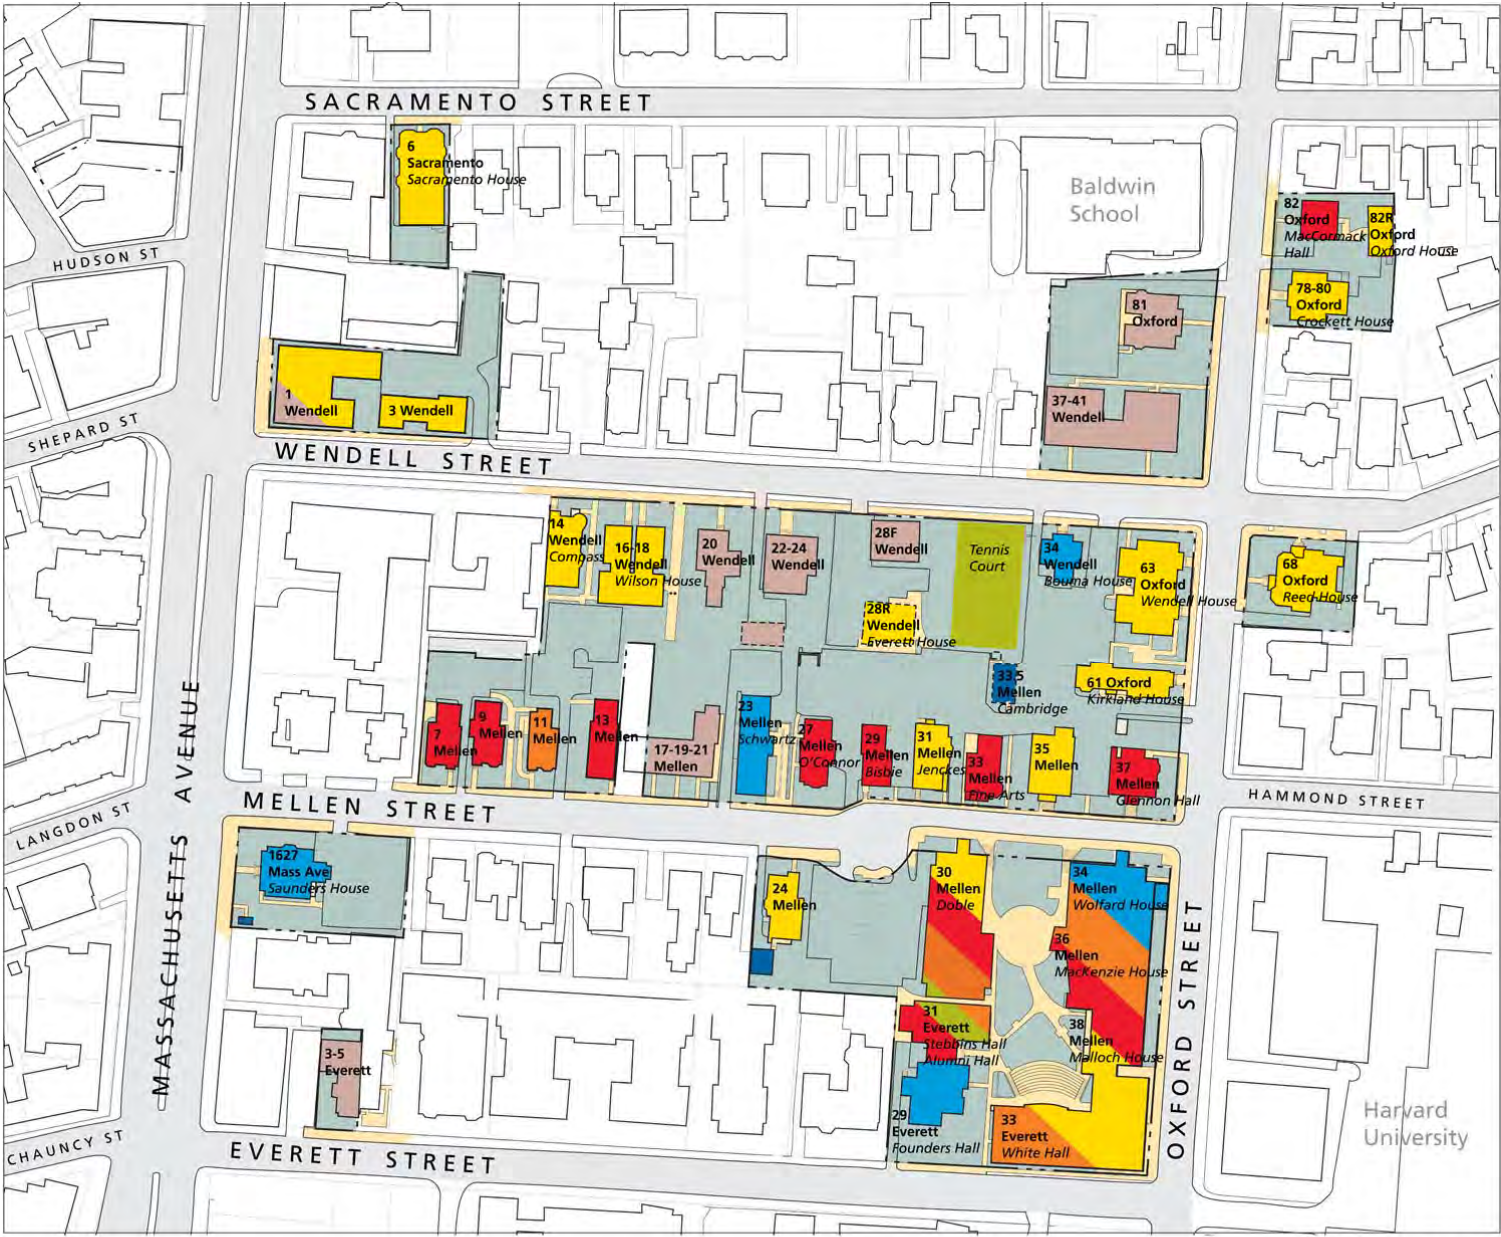 SACRAMENTO STREET
6
Sacramento
Sacramento House
Baldwin
School
82
Oxford
MacCormack
Hall
82R
Oxford
Oxford House
HUDSON ST
78-80
Oxford
Crockett House
81
Oxford
1
Wendell
3 Wendell
37-41
Wendell
SHEPARD ST
WENDELL STREET
14
Wendell
Compass
16-18
Wendell
Wilson House
20
Wendell
22-24
Wendell
28F
Wendell
Tennis
Court
34
Wendell
Bouma House
63
Oxford
Wendell House
68
Oxford
Reed House
28R
Wendell
Everett House
33.5
Mellen
Cambridge
61 Oxford
Kirkland House
7
Mellen
9
Mellen
11
Mellen
13
Mellen
17-19-21
Mellen
23
Mellen
Schwartz
27
Mellen
O'Connor
29
Mellen
Bisbie
31
Mellen
Jenckes
33
Mellen
Fine Arts
35
Mellen
37
Mellen
Glennon Hall
HAMMOND STREET
MASSACHUSETTS AVENUE
LANGDON ST
MELLEN STREET
1627
Mass Ave
Saunders House
24
Mellen
30
Mellen
Doble
34
Mellen
Wolfard House
36
Mellen
MacKenzie House
OXFORD STREET
31
Everett
Stebbins Hall
Alumni Hall
38
Mellen
Malloch House
3-5
Everett
29
Everett
Founders Hall
33
Everett
White Hall
Harvard
University
CHAUNCY ST
EVERETT STREET